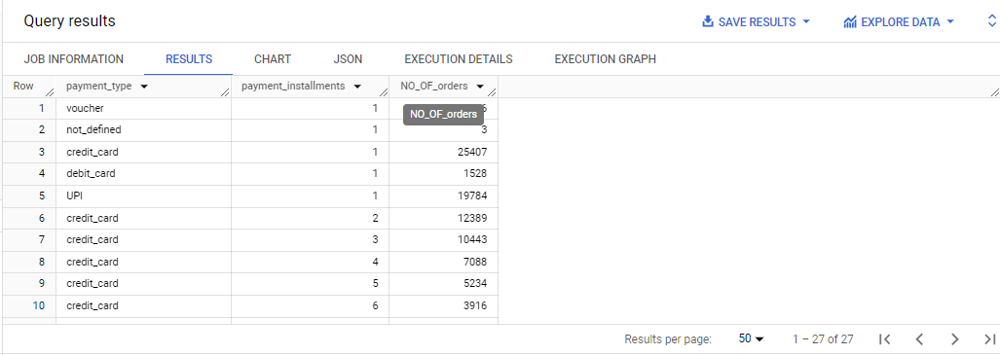 Query results SAVE RESULTS EXPLORE DATA
JOB INFORMATION RESULTS CHART JSON EXECUTION DETAILS EXECUTION GRAPH
Row payment_type payment_installments NO_OF_orders
1 voucher 1
NO_OF_orders
2 not_defined 1 3
3 credit_card 1 25407
4 debit_card 1 1528
5 UPI 1 19784
6 credit_card 2 12389
7 credit_card 3 10443
8 credit_card 4 7088
9 credit_card 5 5234
10 credit_card 6 3916
Results per page: 50 1 – 27 of 27